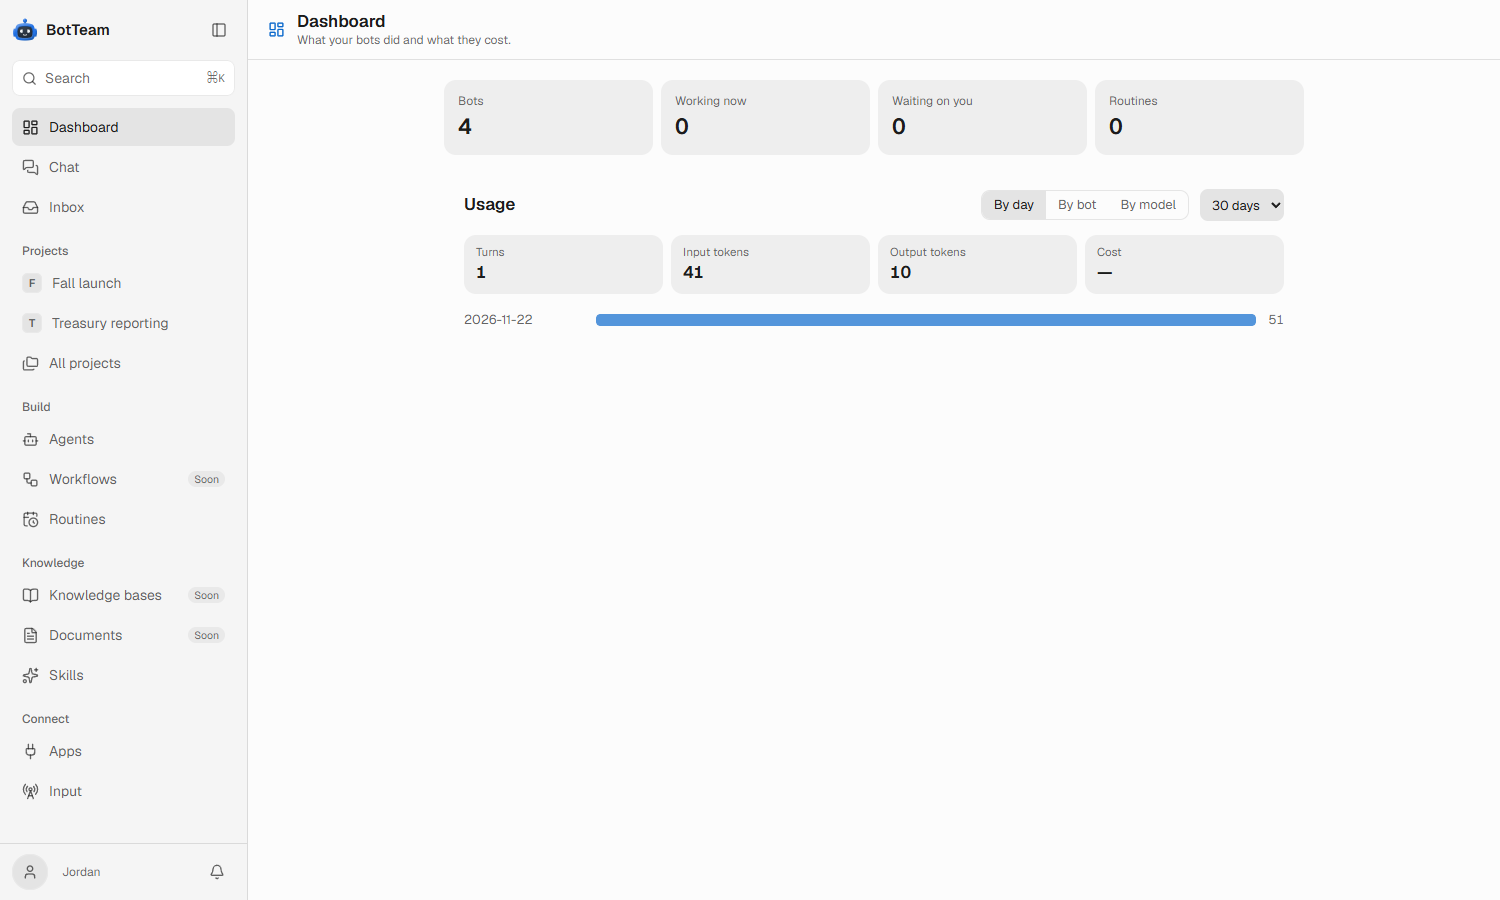 BotTeam
Search ⌘K
Dashboard
Chat
Inbox
Projects
F Fall launch
T Treasury reporting
All projects
Build
Agents
Workflows Soon
Routines
Knowledge
Knowledge bases Soon
Documents Soon
Skills
Connect
Apps
Input
Jordan
Dashboard
What your bots did and what they cost.
Bots Working now Waiting on you Routines
4 0 0 0
Usage By day By bot By model 30 days
Turns Input tokens Output tokens Cost
1 41 10 —
2026-11-22 51